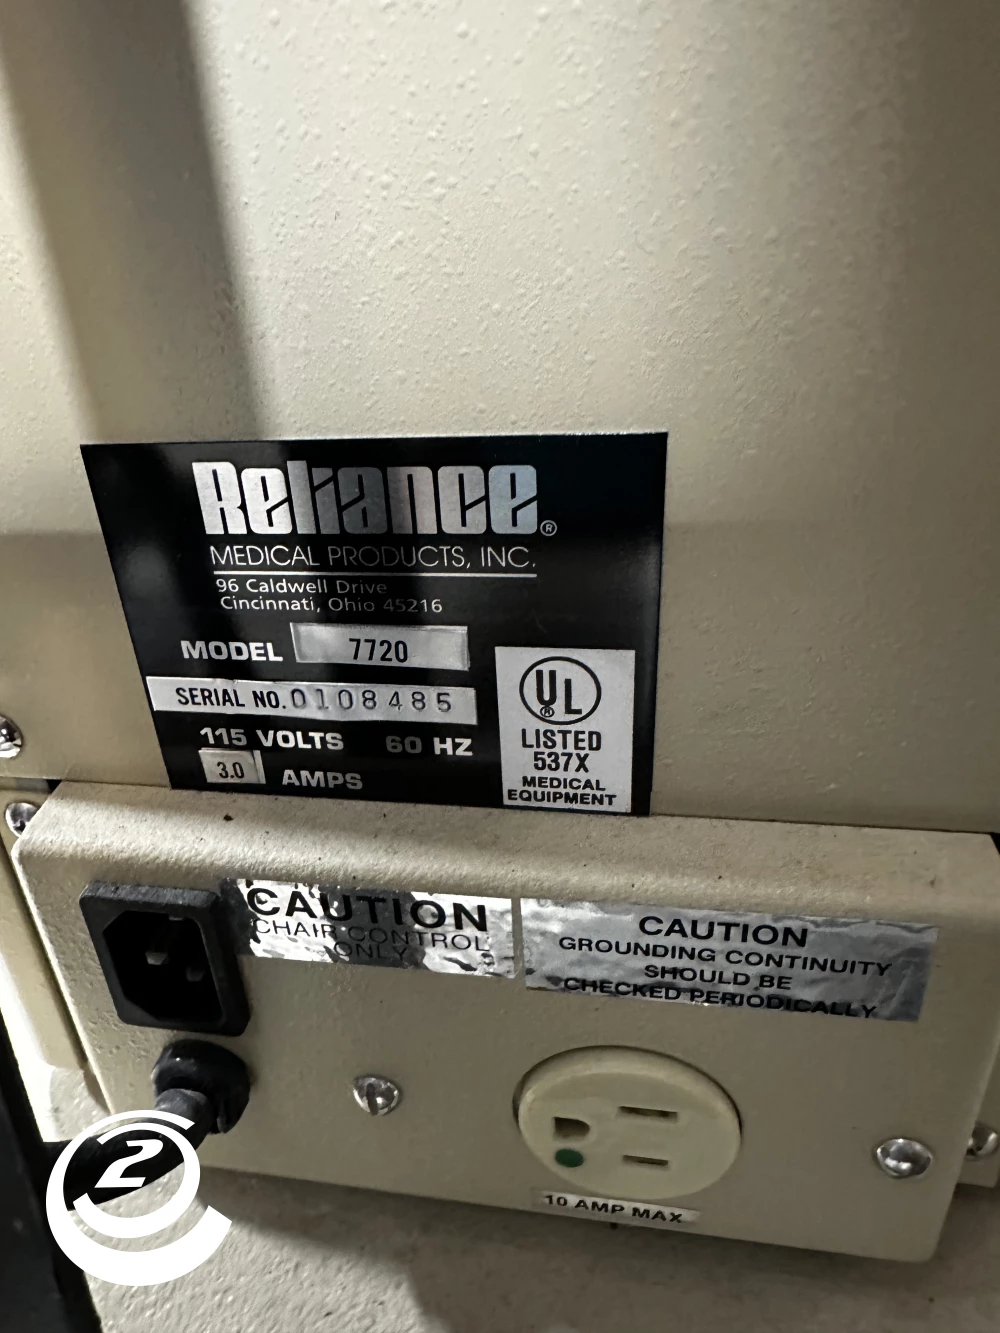 Reliance®
MEDICAL PRODUCTS, INC.
96 Caldwell Drive
Cincinnati, Ohio 45216
MODEL 7720
SERIAL NO. 0108485
115 VOLTS 60 HZ
3.0 AMPS
UL®
LISTED
537X
MEDICAL
EQUIPMENT
CAUTION
CHAIR CONTROL
ONLY
CAUTION
GROUNDING CONTINUITY
SHOULD BE
CHECKED PERIODICALLY
10 AMP MAX
2